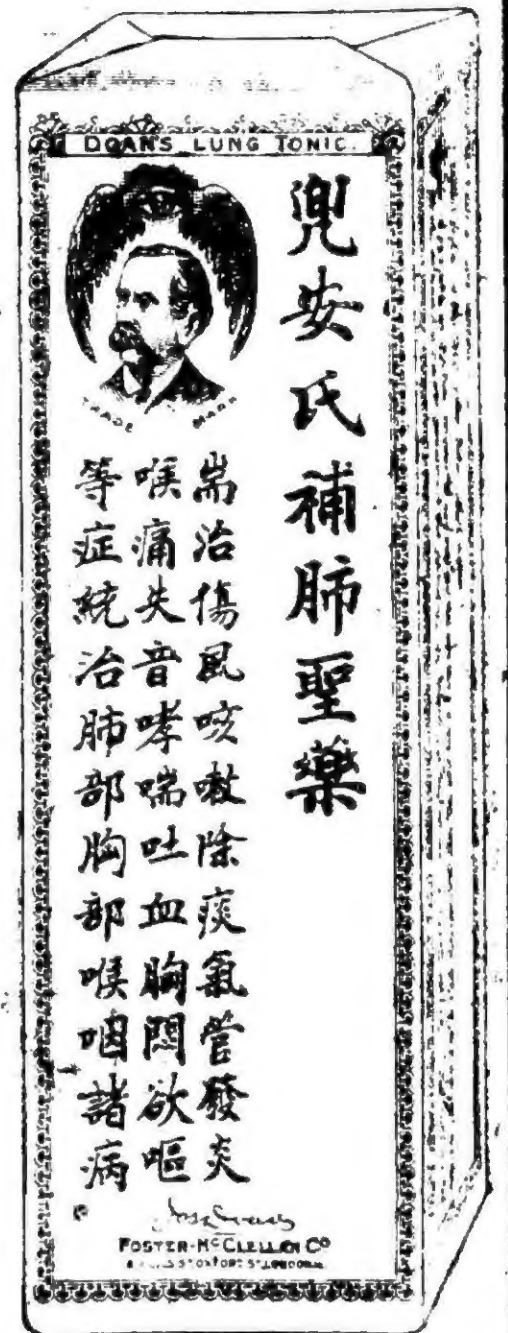 DOAN'S LUNG TONIC.
兜安氏補肺聖藥
TRADE MARK
耑治傷風咳嗽除痰氣管發炎
喉痛失音哮喘吐血胸悶欲嘔
等症統治肺部胸部喉咽諸病
FOSTER-McCLELLAN Co